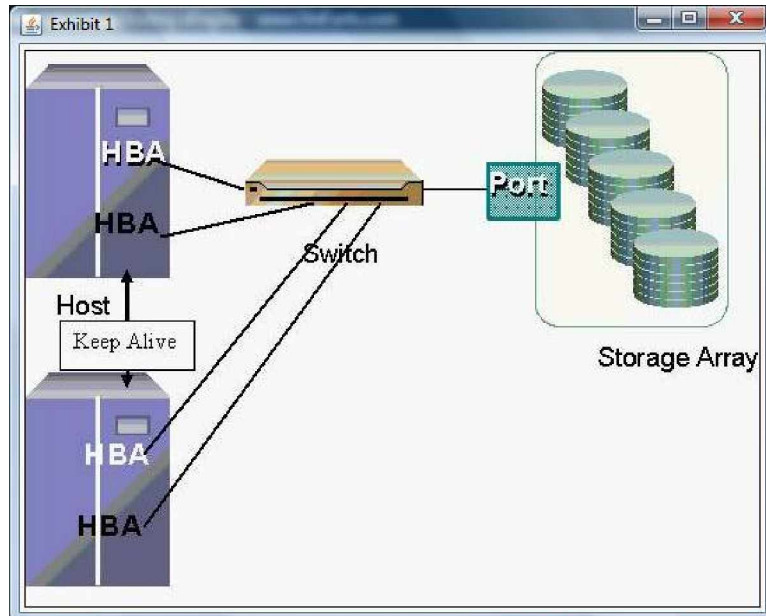 Exhibit 1
HBA
HBA
Port
Switch
Host
Keep Alive
Storage Array
HBA
HBA